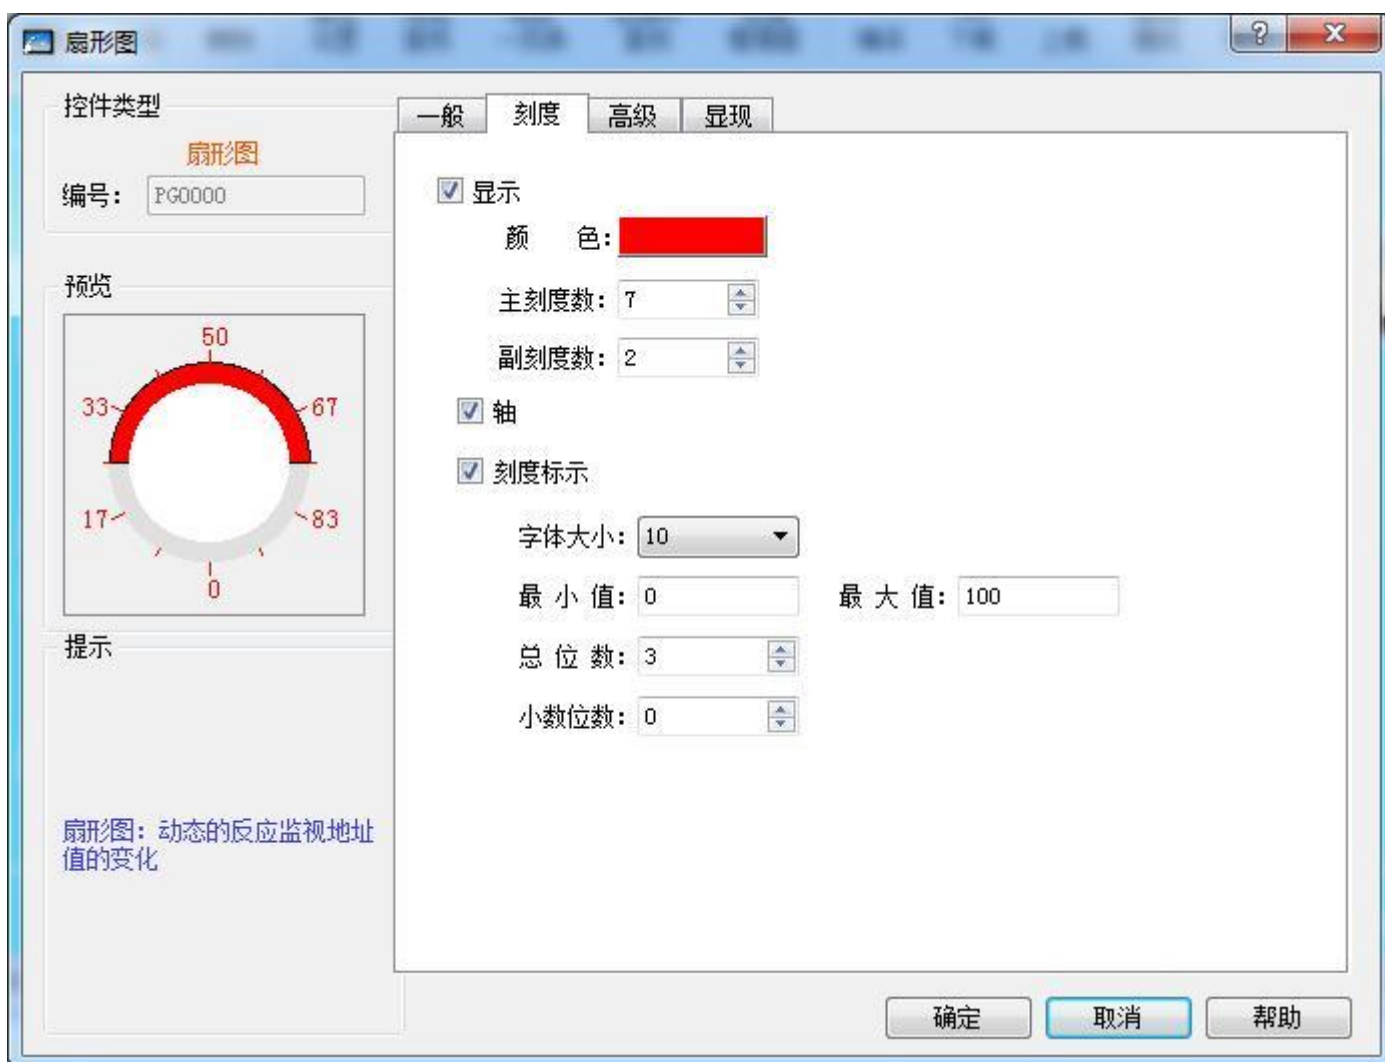 扇形图
控件类型
扇形图
编号: PG0000
预览
50
33 67
17 83
0
提示
扇形图: 动态的反应监视地址
值的变化
一般 刻度 高级 显现
显示
颜 色:
主刻度数: 7
副刻度数: 2
轴
刻度标示
字体大小: 10
最 小 值: 0 最 大 值: 100
总 位 数: 3
小数位数: 0
确定 取消 帮助